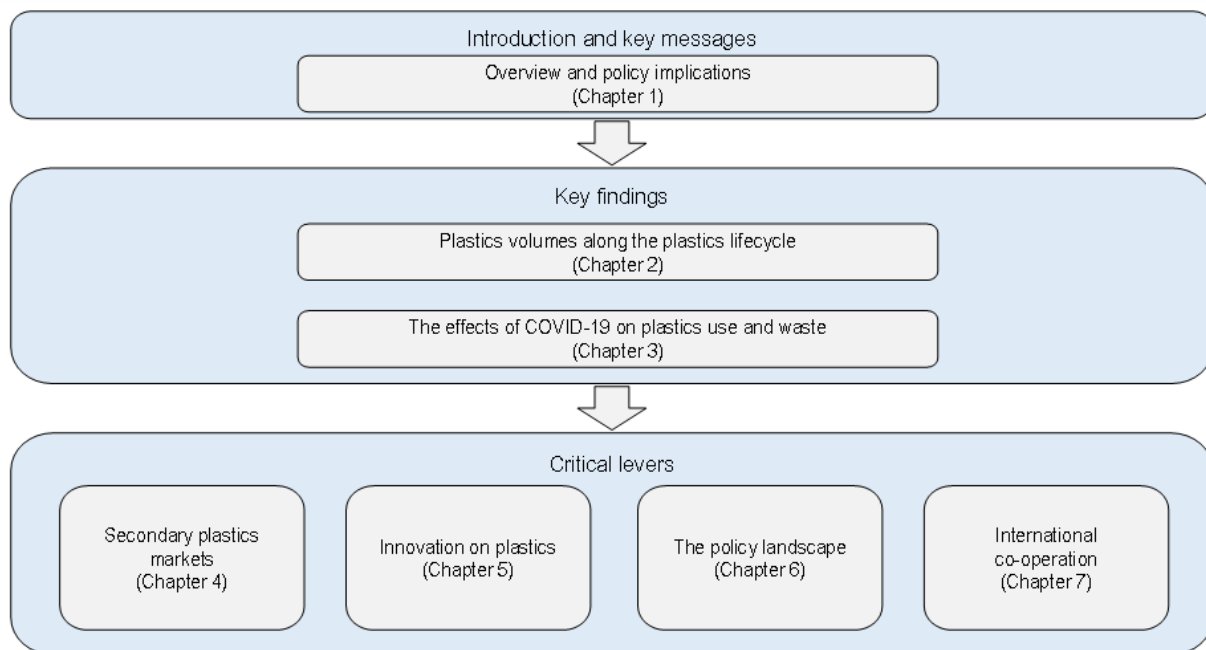 Introduction and key messages
Overview and policy implications
(Chapter 1)
Key findings
Plastics volumes along the plastics lifecycle
(Chapter 2)
The effects of COVID-19 on plastics use and waste
(Chapter 3)
Critical levers
Secondary plastics
markets
(Chapter 4)
Innovation on plastics
(Chapter 5)
The policy landscape
(Chapter 6)
International
co-operation
(Chapter 7)